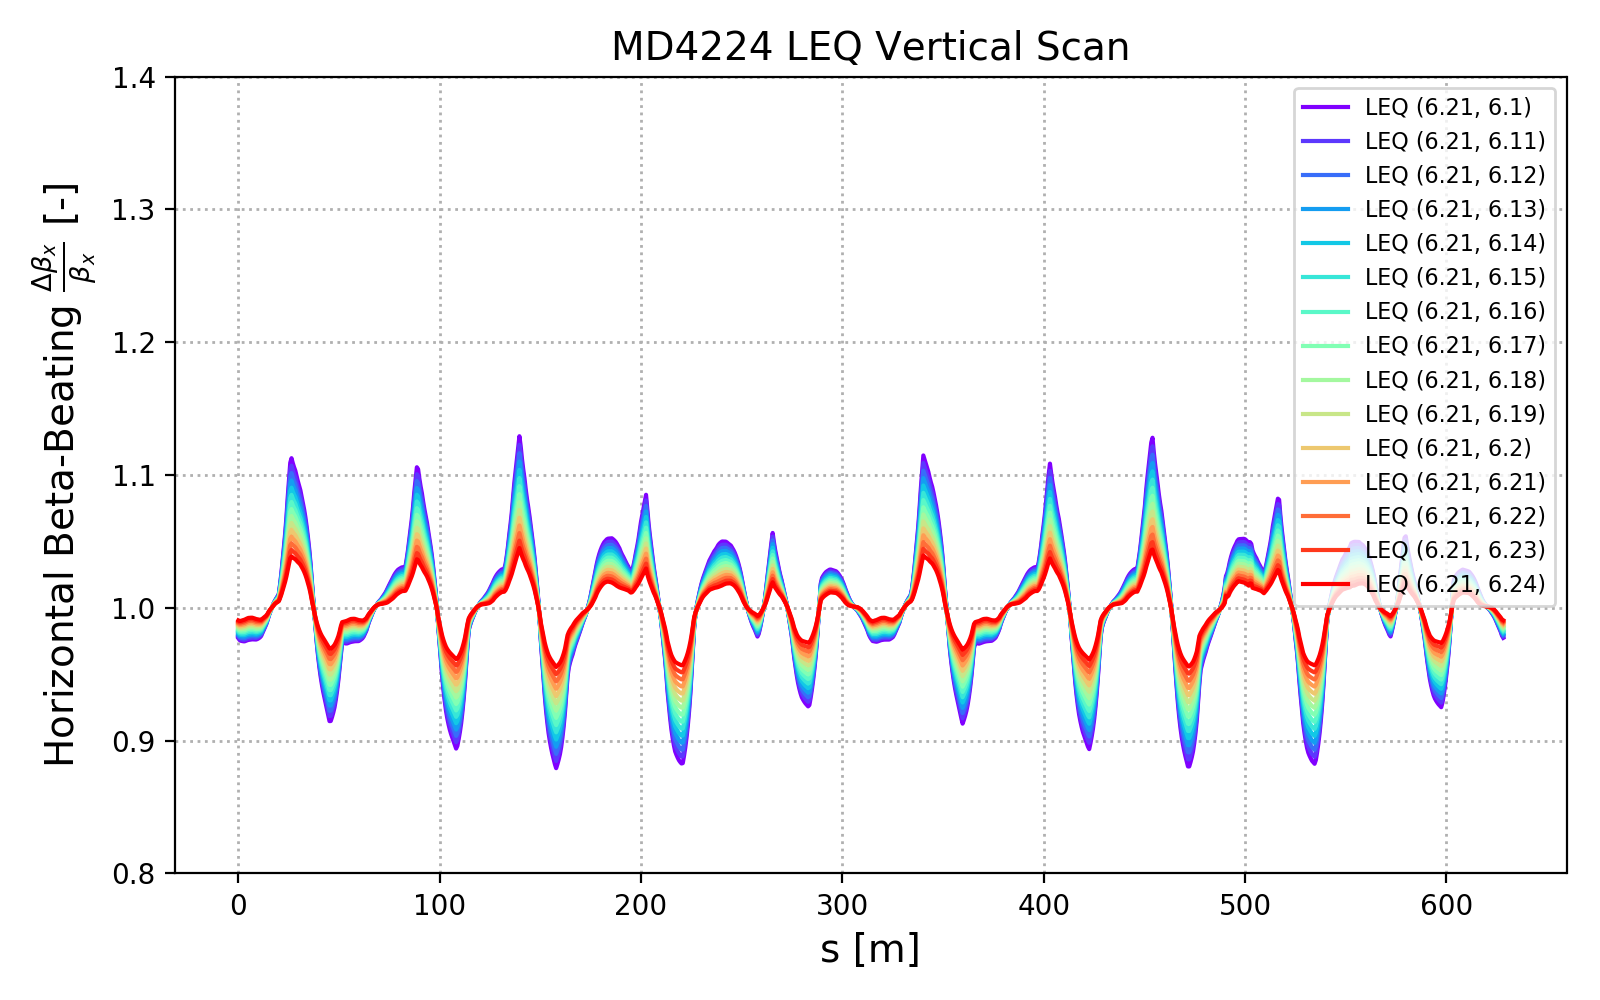 MD4224 LEQ Vertical Scan
Horizontal Beta-Beating Δβx/βx [-]
1.4
1.3
1.2
1.1
1.0
0.9
0.8
LEQ (6.21, 6.1)
LEQ (6.21, 6.11)
LEQ (6.21, 6.12)
LEQ (6.21, 6.13)
LEQ (6.21, 6.14)
LEQ (6.21, 6.15)
LEQ (6.21, 6.16)
LEQ (6.21, 6.17)
LEQ (6.21, 6.18)
LEQ (6.21, 6.19)
LEQ (6.21, 6.2)
LEQ (6.21, 6.21)
LEQ (6.21, 6.22)
LEQ (6.21, 6.23)
LEQ (6.21, 6.24)
0 100 200 300 400 500 600
s [m]